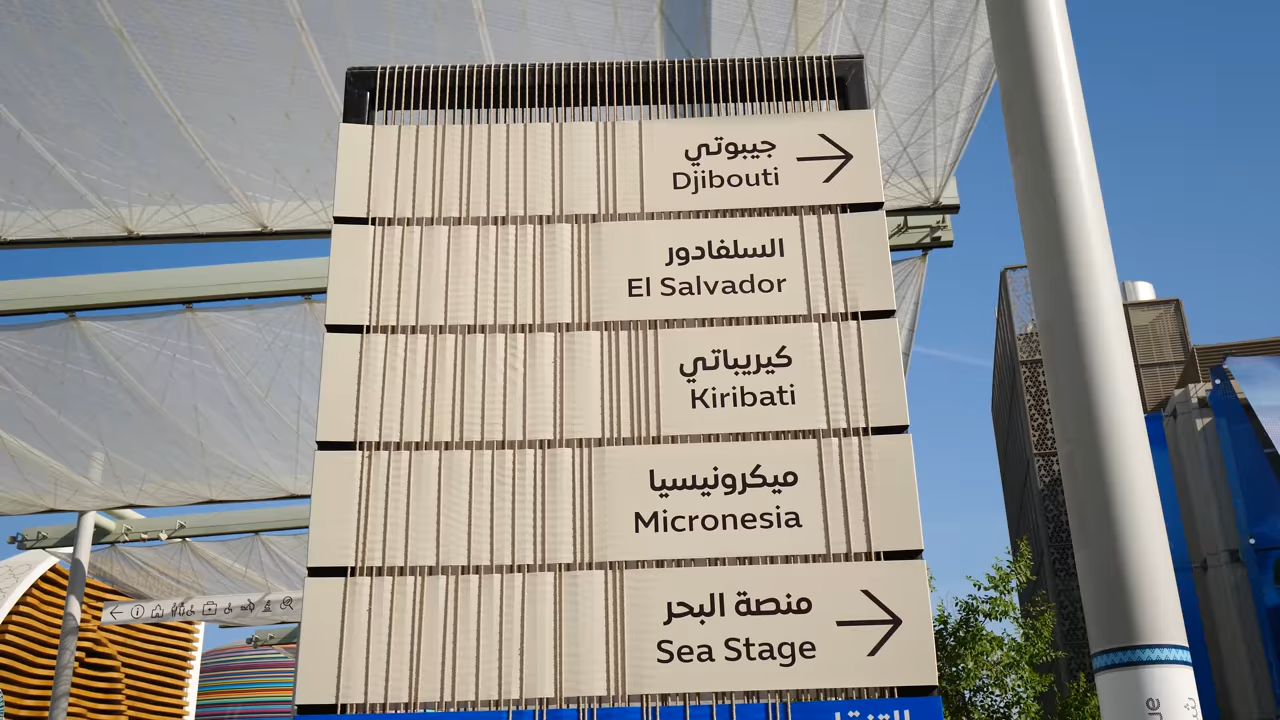 جيبوتي
Djibouti
السلفادور
El Salvador
كيريباتي
Kiribati
ميكرونيسيا
Micronesia
منصة البحر
Sea Stage